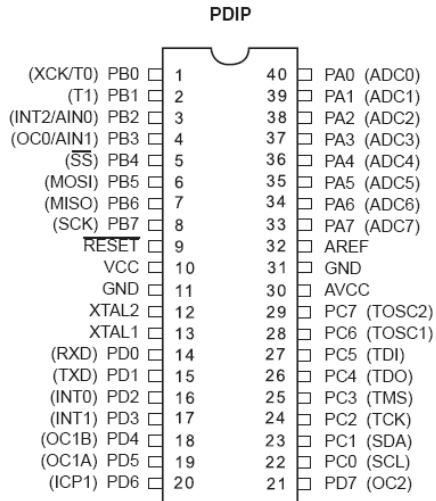 PDIP
(XCK/T0) PB0 1 40 PA0 (ADC0)
(T1) PB1 2 39 PA1 (ADC1)
(INT2/AIN0) PB2 3 38 PA2 (ADC2)
(OC0/AIN1) PB3 4 37 PA3 (ADC3)
(SS) PB4 5 36 PA4 (ADC4)
(MOSI) PB5 6 35 PA5 (ADC5)
(MISO) PB6 7 34 PA6 (ADC6)
(SCK) PB7 8 33 PA7 (ADC7)
RESET 9 32 AREF
VCC 10 31 GND
GND 11 30 AVCC
XTAL2 12 29 PC7 (TOSC2)
XTAL1 13 28 PC6 (TOSC1)
(RXD) PD0 14 27 PC5 (TDI)
(TXD) PD1 15 26 PC4 (TDO)
(INT0) PD2 16 25 PC3 (TMS)
(INT1) PD3 17 24 PC2 (TCK)
(OC1B) PD4 18 23 PC1 (SDA)
(OC1A) PD5 19 22 PC0 (SCL)
(ICP1) PD6 20 21 PD7 (OC2)